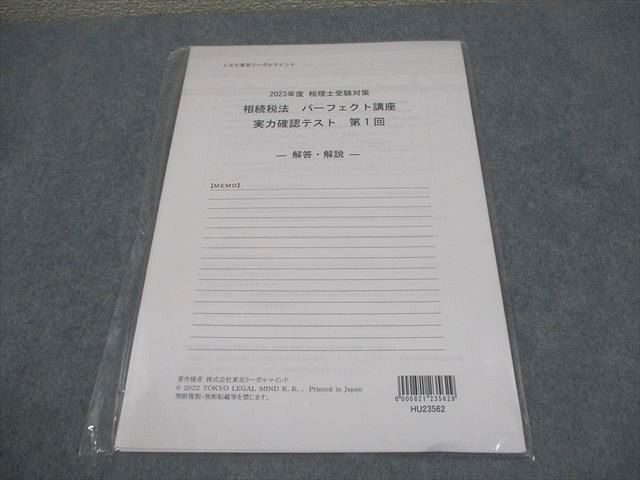 LEC東京リーガルマインド
2023年度 税理士受験対策
相続税法 パーフェクト講座
実力確認テスト 第1回
― 解答・解説 ―
【MEMO】
著作権者 株式会社東京リーガルマインド
© 2022 TOKYO LEGAL MIND K.K., Printed in Japan
無断複製・無断転載等を禁じます。
0000821235629
HU23562